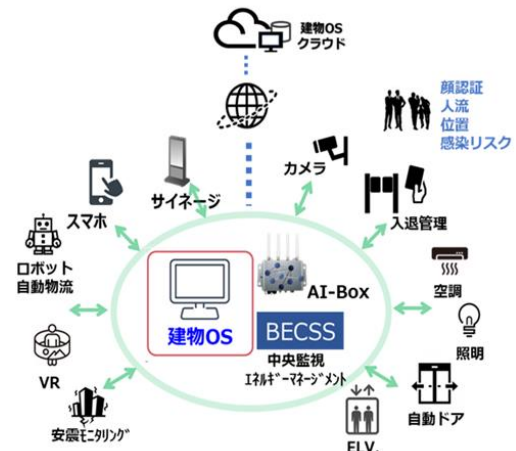 建物OS
クラウド
顔認証
人流
位置
感染リスク
カメラ
サイネージ
スマホ
入退管理
ロボット
自動物流
AI-Box
空調
建物OS
BECSS
照明
中央監視
ｴﾈﾙｷﾞｰﾏﾈｰｼﾞﾒﾝﾄ
VR
自動ドア
安震ﾓﾆﾀﾘﾝｸﾞ
ELV.